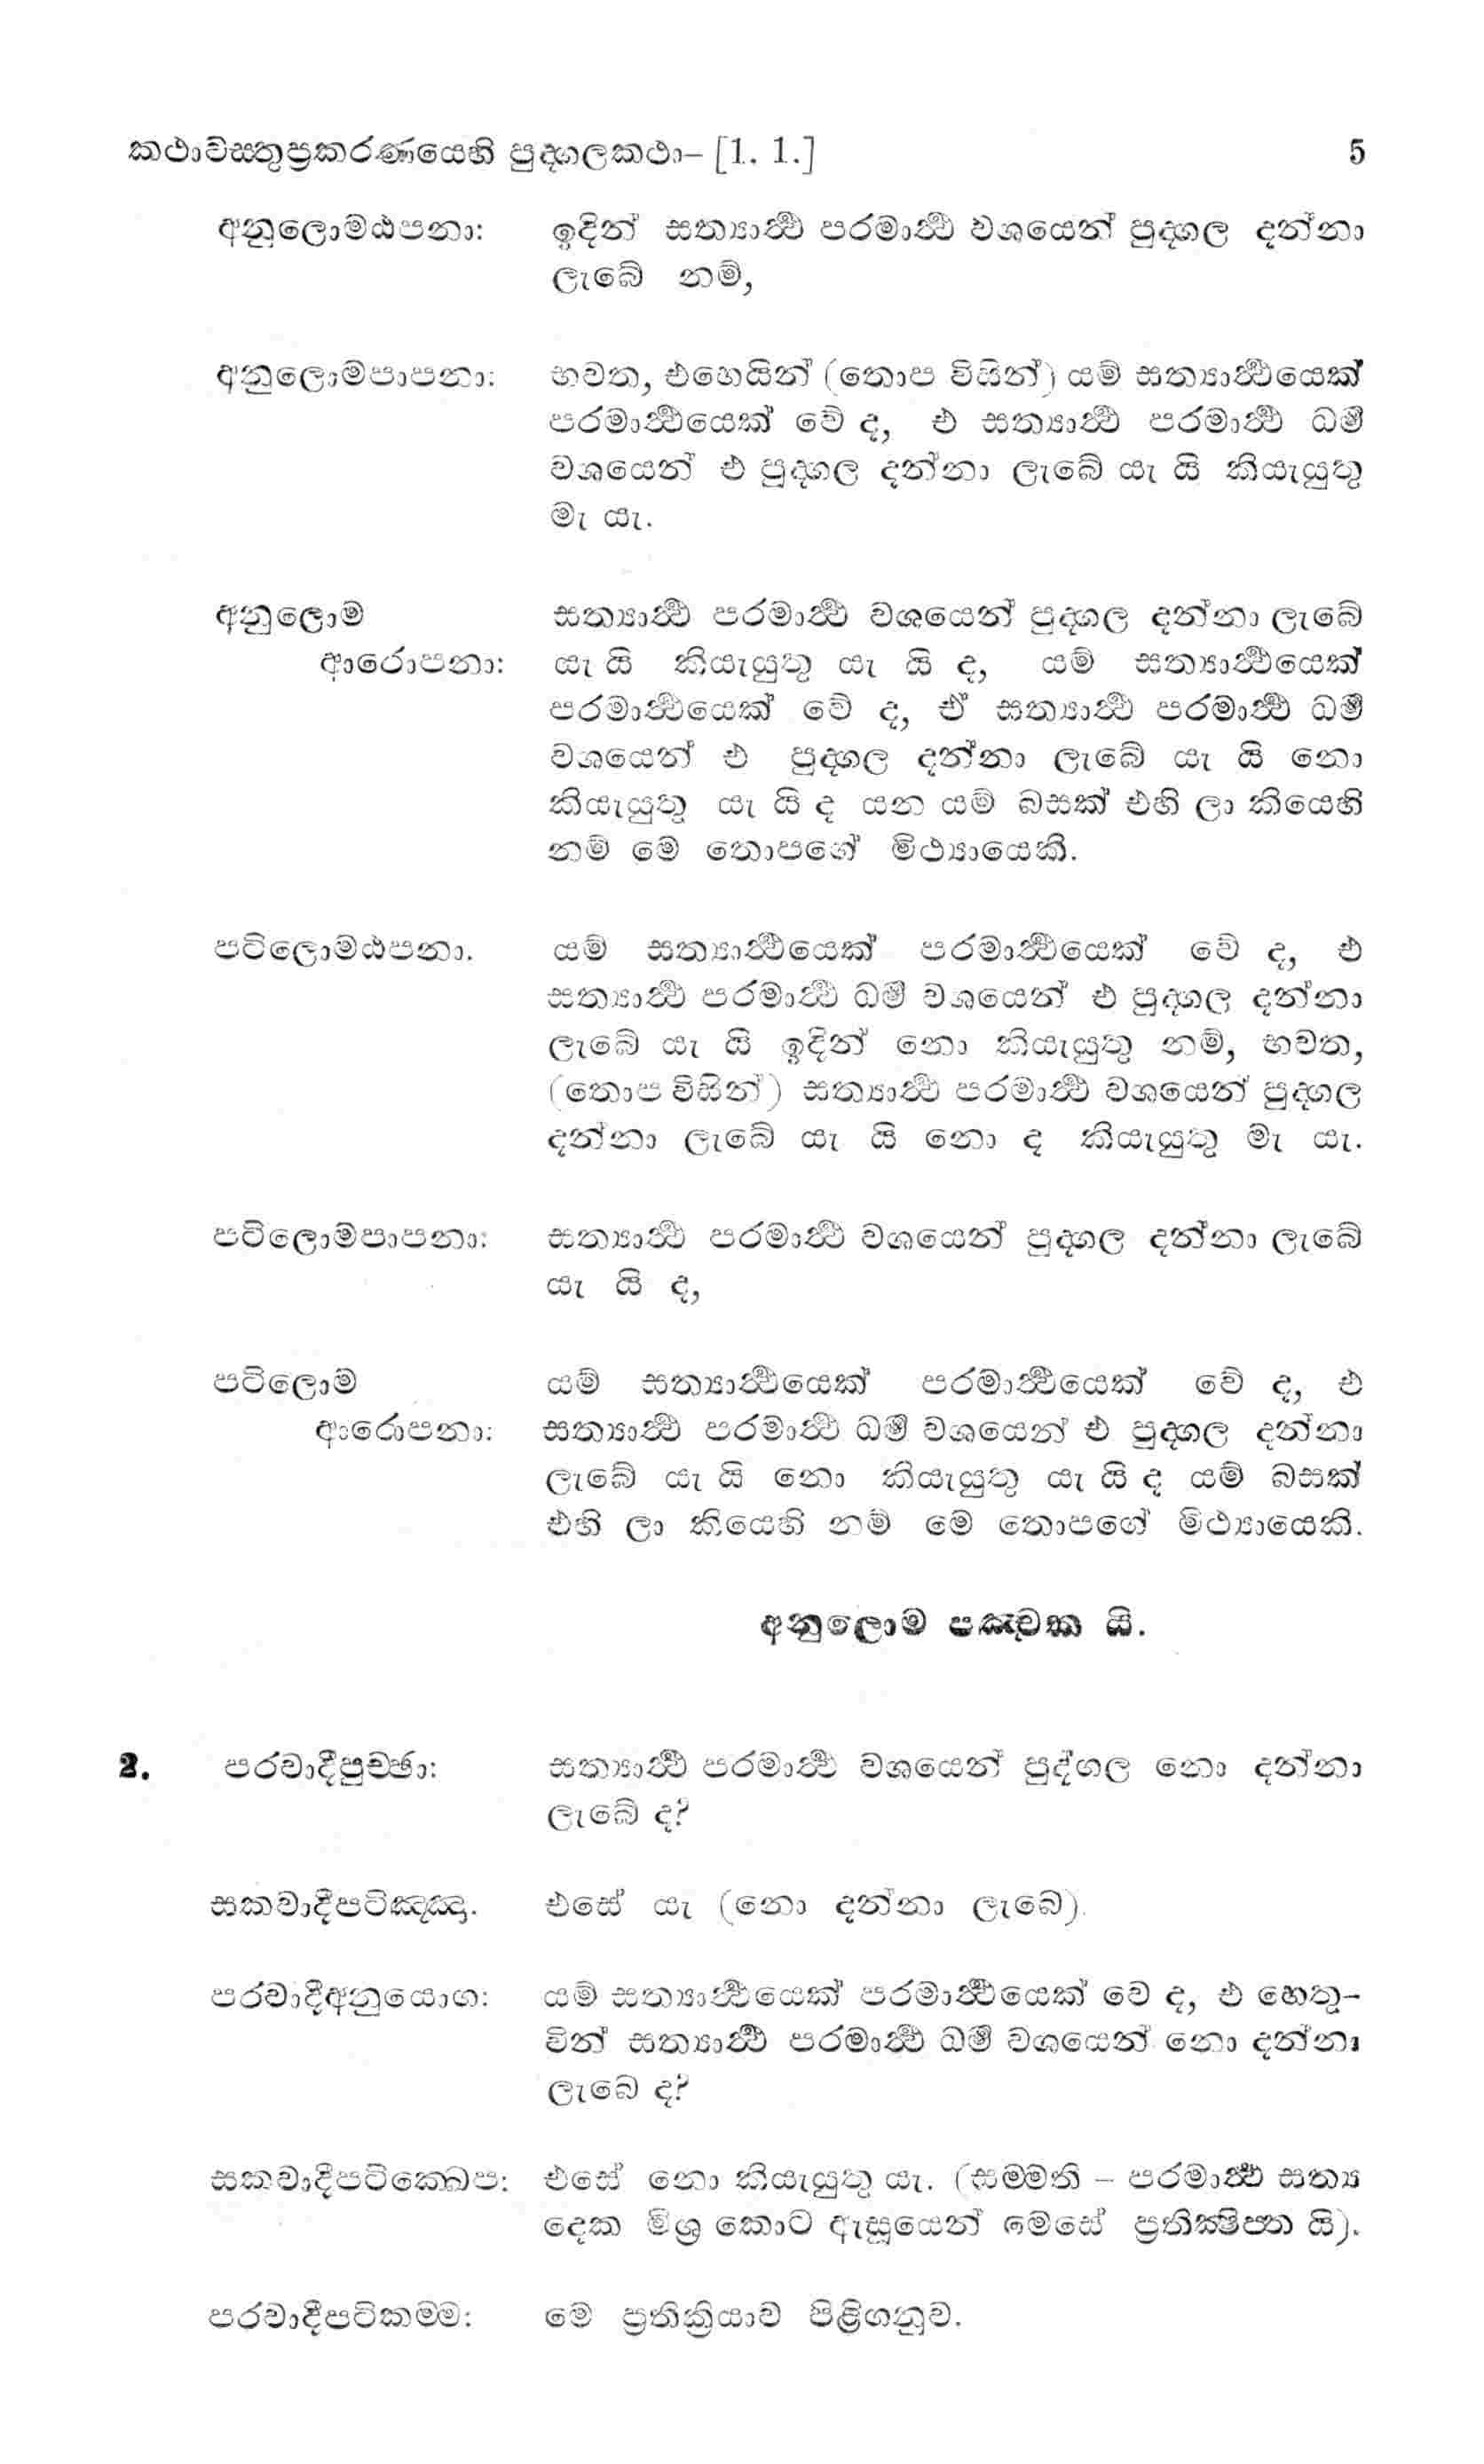 කථාවස්තුප්‍රකරණයෙහි පුද්ගලකථා– [1. 1.] 5
අනුලොමඨපනා: ඉදින් සත්‍යාර්‍ත්‍ථ පරමාර්‍ත්‍ථ වශයෙන් පුද්ගල දන්නා
ලැබේ නම්,
අනුලොමපාපනා: භවත, එහෙයින් (තොප විසින්) යම් සත්‍යාර්‍ත්‍ථයෙක්
පරමාර්‍ත්‍ථයෙක් වේ ද, එ සත්‍යාර්‍ත්‍ථ පරමාර්‍ත්‍ථ ධර්‍ම
වශයෙන් එ පුද්ගල දන්නා ලැබේ යැ යි කියැයුතු
මැ යැ.
අනුලොම සත්‍යාර්‍ත්‍ථ පරමාර්‍ත්‍ථ වශයෙන් පුද්ගල දන්නා ලැබේ
ආරොපනා: යැ යි කියැයුතු යැ යි ද, යම් සත්‍යාර්‍ත්‍ථයෙක්
පරමාර්‍ත්‍ථයෙක් වේ ද, ඒ සත්‍යාර්‍ත්‍ථ පරමාර්‍ත්‍ථ ධර්‍ම
වශයෙන් එ පුද්ගල දන්නා ලැබේ යැ යි නො
කියැයුතු යැ යි ද යන යම් බසක් එහි ලා කියෙහි
නම් මේ තොපගේ මිථ්‍යායෙකි.
පටිලොමඨපනා. යම් සත්‍යාර්‍ත්‍ථයෙක් පරමාර්‍ත්‍ථයෙක් වේ ද, එ
සත්‍යාර්‍ත්‍ථ පරමාර්‍ත්‍ථ ධර්‍ම වශයෙන් එ පුද්ගල දන්නා
ලැබේ යැ යි ඉදින් නො කියැයුතු නම්, භවත,
(තොප විසින්) සත්‍යාර්‍ත්‍ථ පරමාර්‍ත්‍ථ වශයෙන් පුද්ගල
දන්නා ලැබේ යැ යි නො ද කියැයුතු මැ යැ.
පටිලොමපාපනා: සත්‍යාර්‍ත්‍ථ පරමාර්‍ත්‍ථ වශයෙන් පුද්ගල දන්නා ලැබේ
යැ යි ද,
පටිලොම යම් සත්‍යාර්‍ත්‍ථයෙක් පරමාර්‍ත්‍ථයෙක් වේ ද, එ
ආරොපනා: සත්‍යාර්‍ත්‍ථ පරමාර්‍ත්‍ථ ධර්‍ම වශයෙන් එ පුද්ගල දන්නා
ලැබේ යැ යි නො කියැයුතු යැ යි ද යම් බසක්
එහි ලා කියෙහි නම් මේ තොපගේ මිථ්‍යායෙකි.
අනුලොම පඤ්චක යි.
2. පරවාදීපුච්ඡා: සත්‍යාර්‍ත්‍ථ පරමාර්‍ත්‍ථ වශයෙන් පුද්ගල නො දන්නා
ලැබේ ද?
සකවාදීපටිඤ්ඤා. එසේ යැ (නො දන්නා ලැබෙ).
පරවාදීඅනුයොග: යම් සත්‍යාර්‍ත්‍ථයෙක් පරමාර්‍ත්‍ථයෙක් වෙ ද, එ හෙතු–
වින් සත්‍යාර්‍ත්‍ථ පරමාර්‍ත්‍ථ ධර්‍ම වශයෙන් නො දන්නා
ලැබෙ ද?
සකවාදීපටික්ඛෙප: එසේ නො කියැයුතු යැ. (සම්මති – පරමාර්‍ත්‍ථ සත්‍ය
දෙක මිශ්‍ර කොට ඇසූයෙන් මෙසේ ප්‍රතික්‍ෂිප්ත යි).
පරවාදීපටිකම්ම: මේ ප්‍රතික්‍රියාව පිළිගනුව.